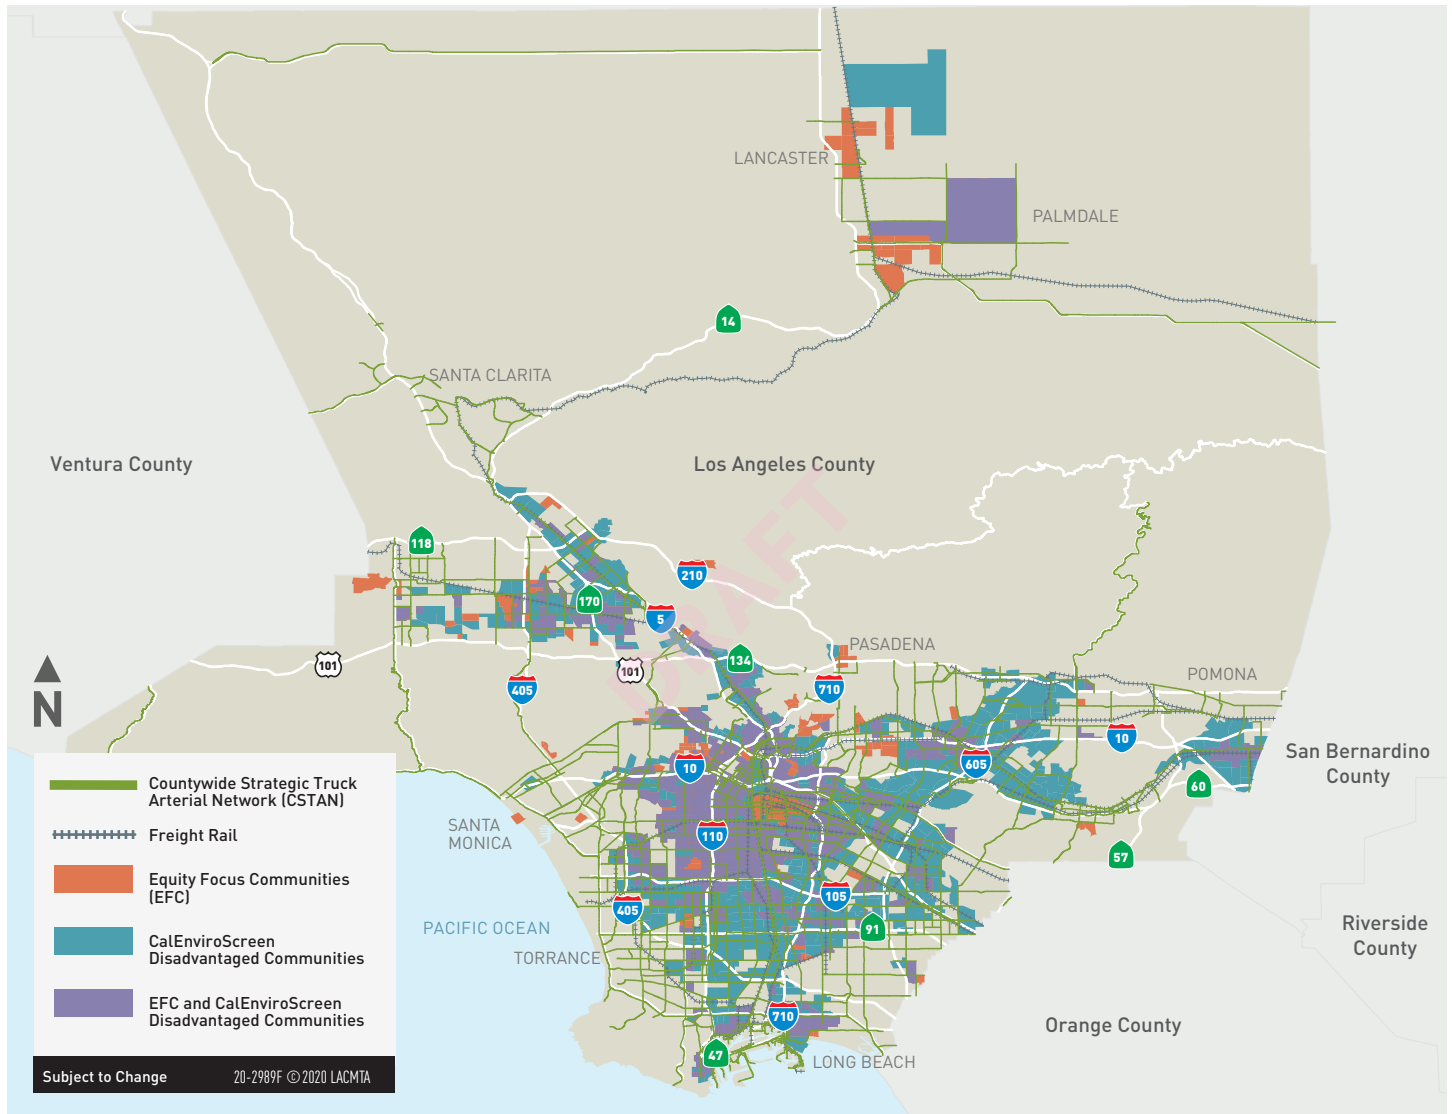 LANCASTER
PALMDALE
14
SANTA CLARITA
Ventura County
Los Angeles County
DRAFT
118
210
170
5
134
PASADENA
101
101
405
710
POMONA
10
605
10
San Bernardino
County
60
SANTA
MONICA
110
57
405
105
91
PACIFIC OCEAN
TORRANCE
Riverside
County
710
Orange County
47
LONG BEACH
N
Countywide Strategic Truck
Arterial Network (CSTAN)
Freight Rail
Equity Focus Communities
(EFC)
CalEnviroScreen
Disadvantaged Communities
EFC and CalEnviroScreen
Disadvantaged Communities
Subject to Change
20-2989F ©2020 LACMTA